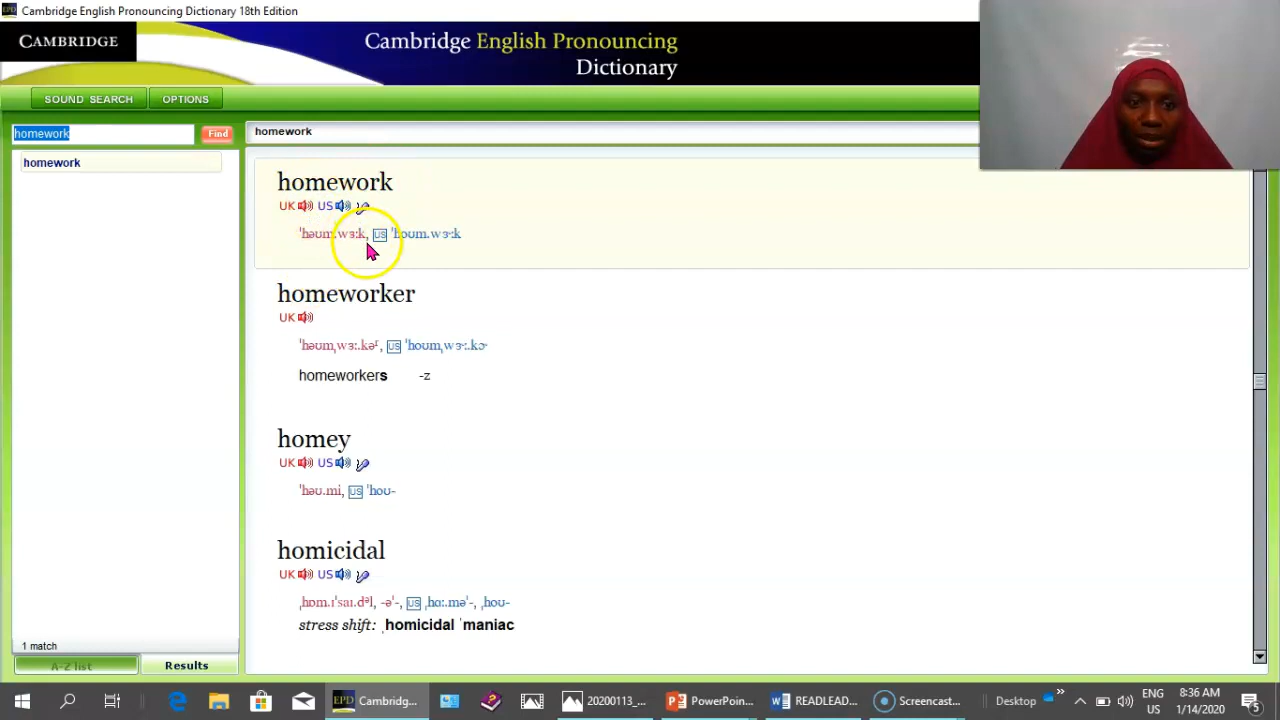 Cambridge English Pronouncing Dictionary 18th Edition
CAMBRIDGE
Cambridge English Pronouncing
Dictionary
SOUND SEARCH OPTIONS
homework Find
homework
homework
homework
UK US
ˈhəʊm.wɜːk, US ˈhoʊm.wɝːk
homeworker
UK
ˈhəʊmˌwɜː.kəʳ, US ˈhoʊmˌwɝː.kɚ
homeworkers -z
homey
UK US
ˈhəʊ.mi, US ˈhoʊ-
homicidal
UK US
ˌhɒm.ɪˈsaɪ.dᵊl, -əˈ-, US ˌhɑː.məˈ-, ˌhoʊ-
stress shift: ˌhomicidal ˈmaniac
1 match
A-Z list Results
EPD Cambridg... 20200113_... PowerPoin... READLEAD... Screencast... Desktop ENG US 8:36 AM 1/14/2020 5